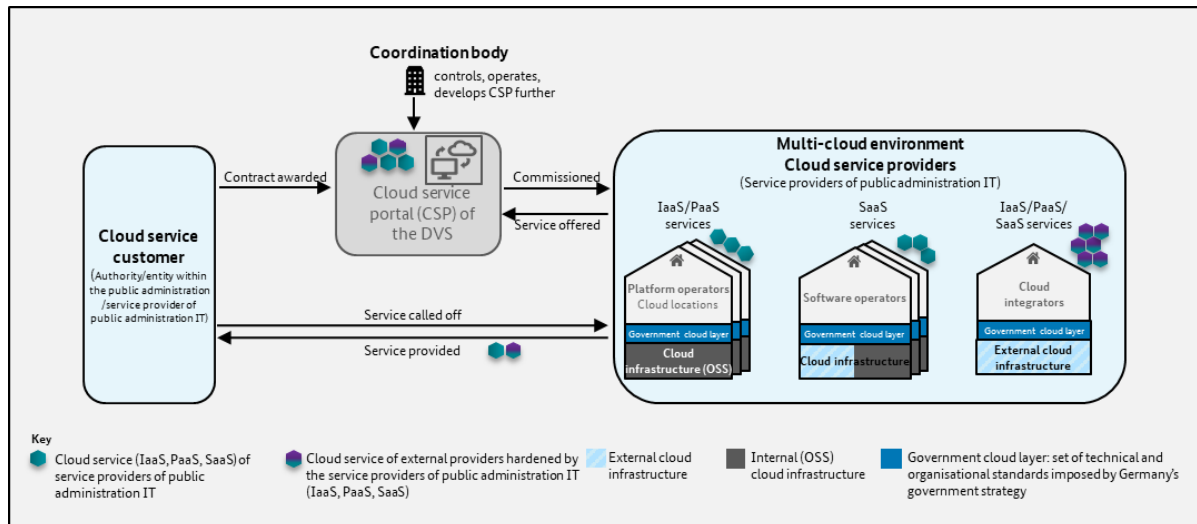 Coordination body
controls, operates,
develops CSP further
Cloud service
portal (CSP) of
the DVS
Contract awarded
Commissioned
Service offered
Cloud service
customer
(Authority/entity within
the public administration
/service provider of
public administration IT)
Service called off
Service provided
Multi-cloud environment
Cloud service providers
(Service providers of public administration IT)
IaaS/PaaS
services
Platform operators
Cloud locations
Government cloud layer
Cloud
infrastructure (OSS)
SaaS
services
Software operators
Government cloud layer
Cloud infrastructure
IaaS/PaaS/
SaaS services
Cloud
integrators
Government cloud layer
External cloud
infrastructure
Key
Cloud service (IaaS, PaaS, SaaS) of
service providers of public
administration IT
Cloud service of external providers hardened by
the service providers of public administration IT
(IaaS, PaaS, SaaS)
External cloud
infrastructure
Internal (OSS)
cloud infrastructure
Government cloud layer: set of technical and
organisational standards imposed by Germany's
government strategy